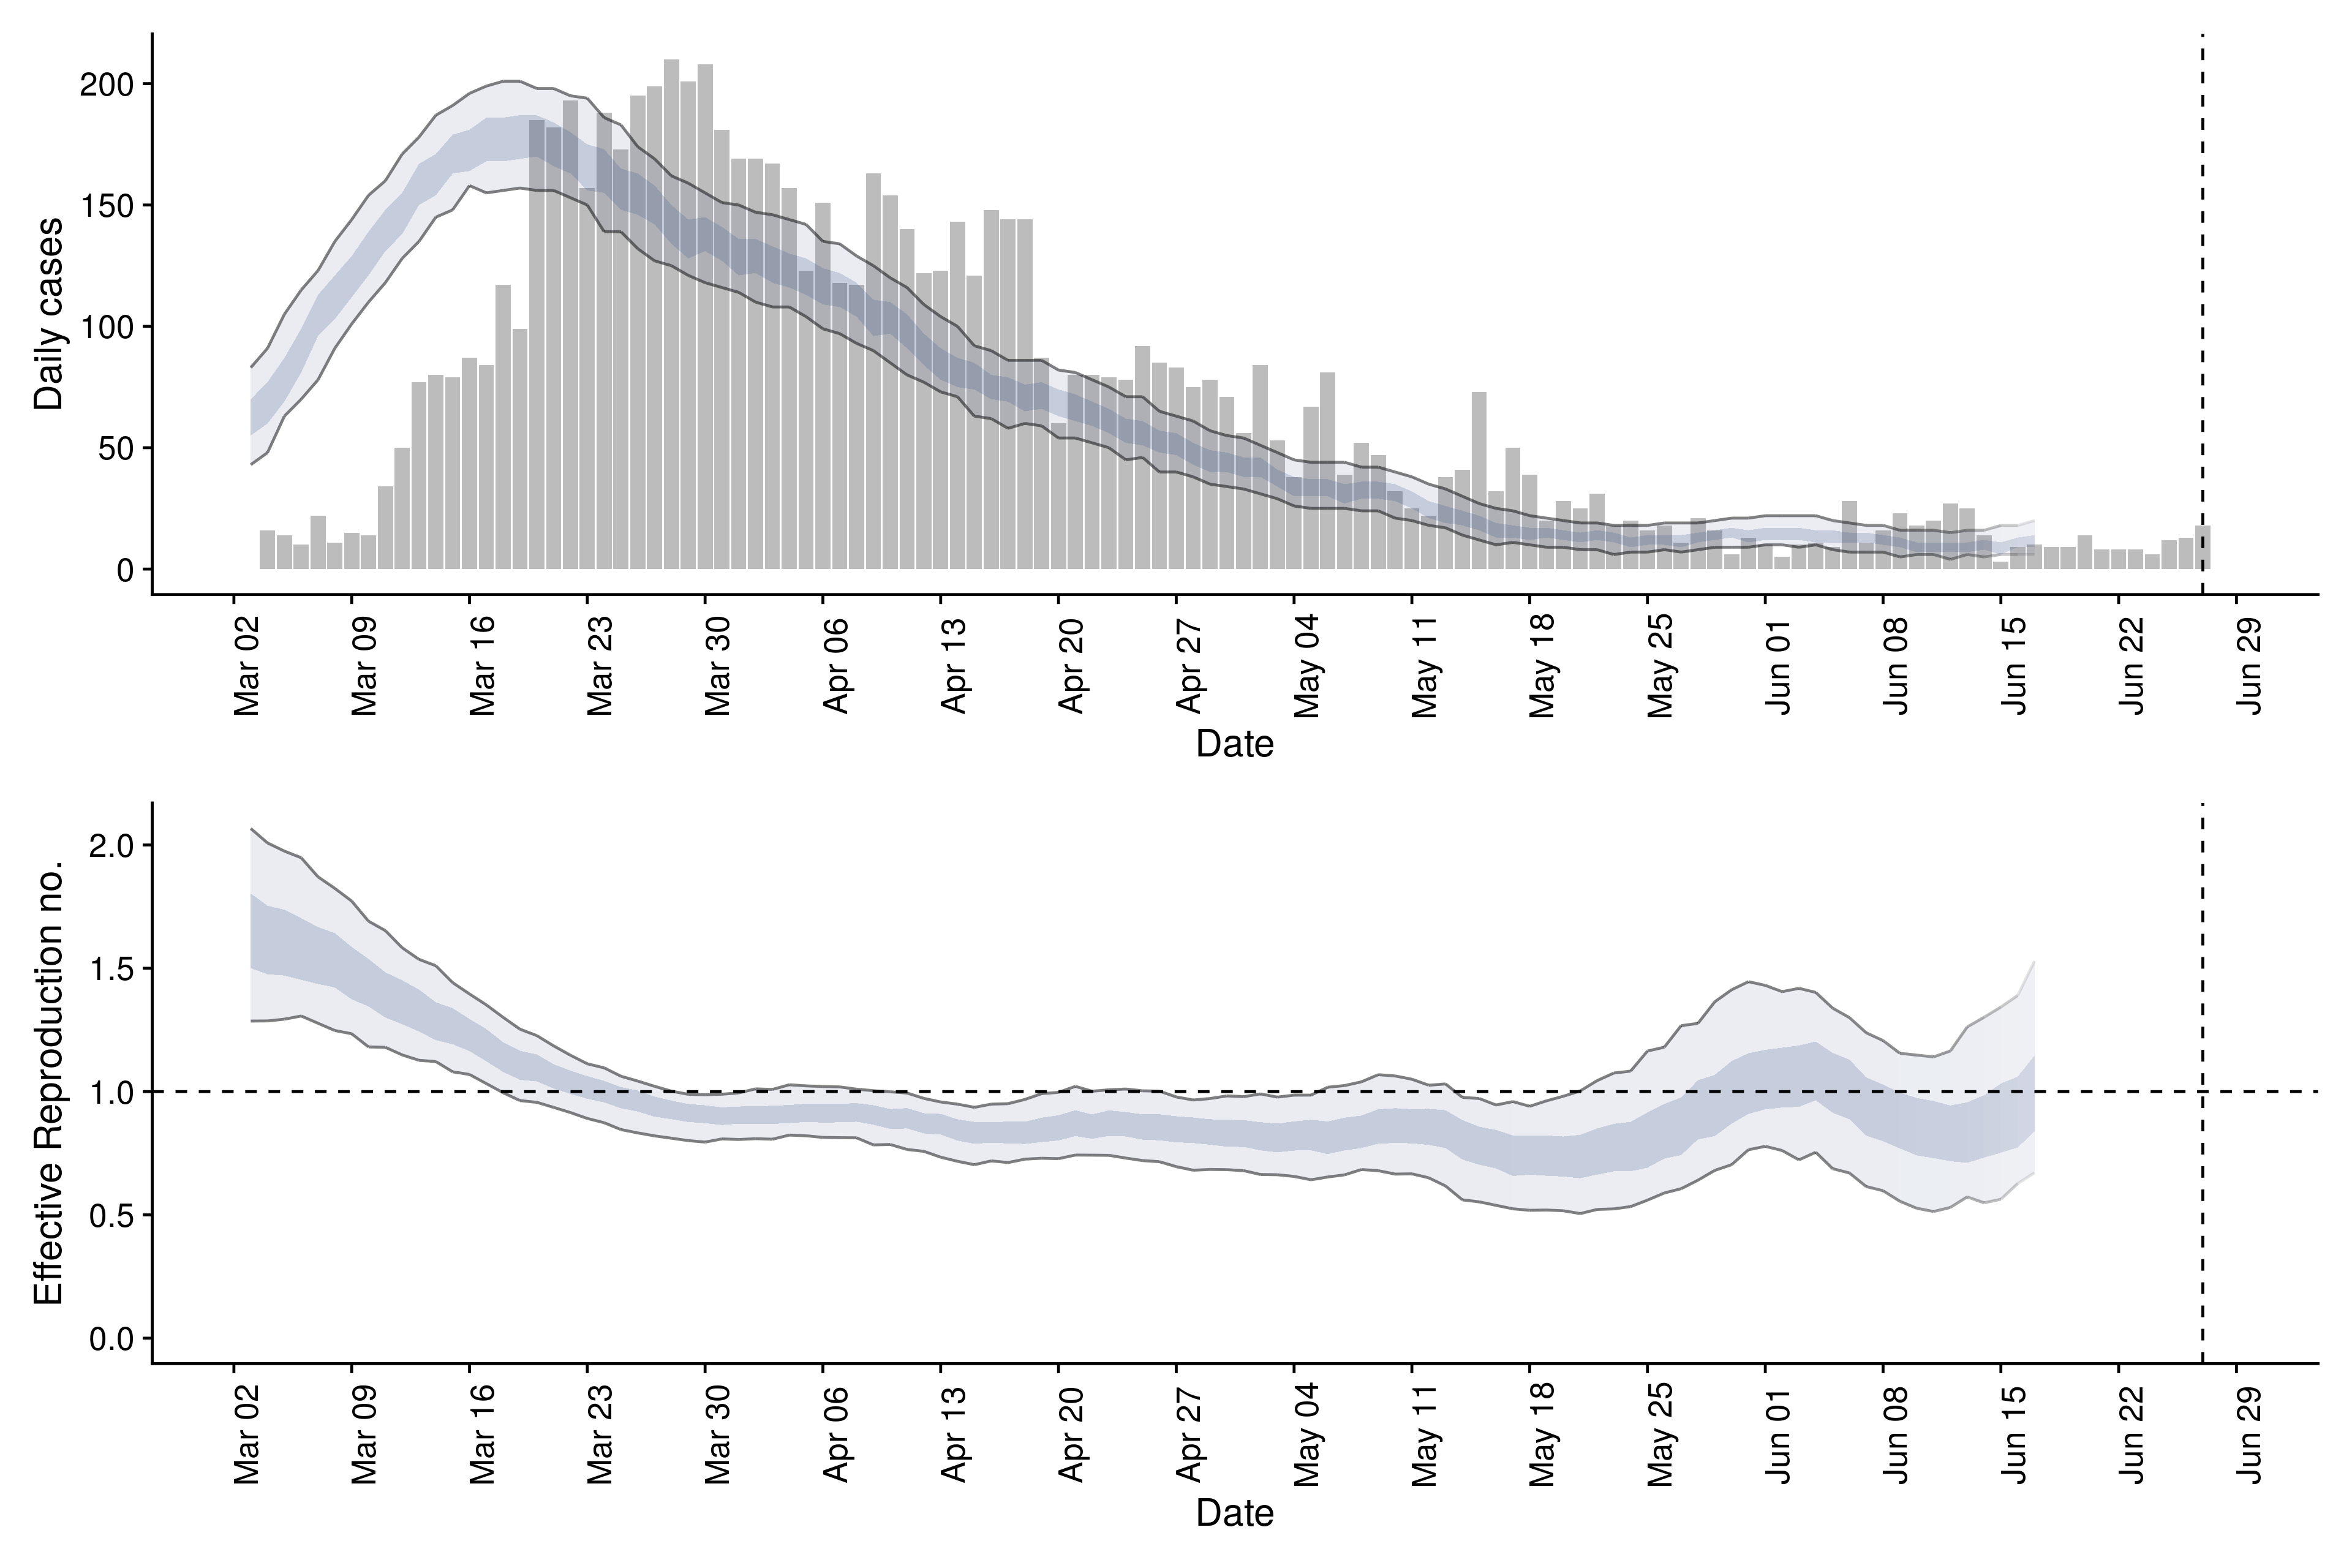 Daily cases
200
150
100
50
0
Mar 02
Mar 09
Mar 16
Mar 23
Mar 30
Apr 06
Apr 13
Apr 20
Apr 27
May 04
May 11
May 18
May 25
Jun 01
Jun 08
Jun 15
Jun 22
Jun 29
Date
Effective Reproduction no.
2.0
1.5
1.0
0.5
0.0
Mar 02
Mar 09
Mar 16
Mar 23
Mar 30
Apr 06
Apr 13
Apr 20
Apr 27
May 04
May 11
May 18
May 25
Jun 01
Jun 08
Jun 15
Jun 22
Jun 29
Date